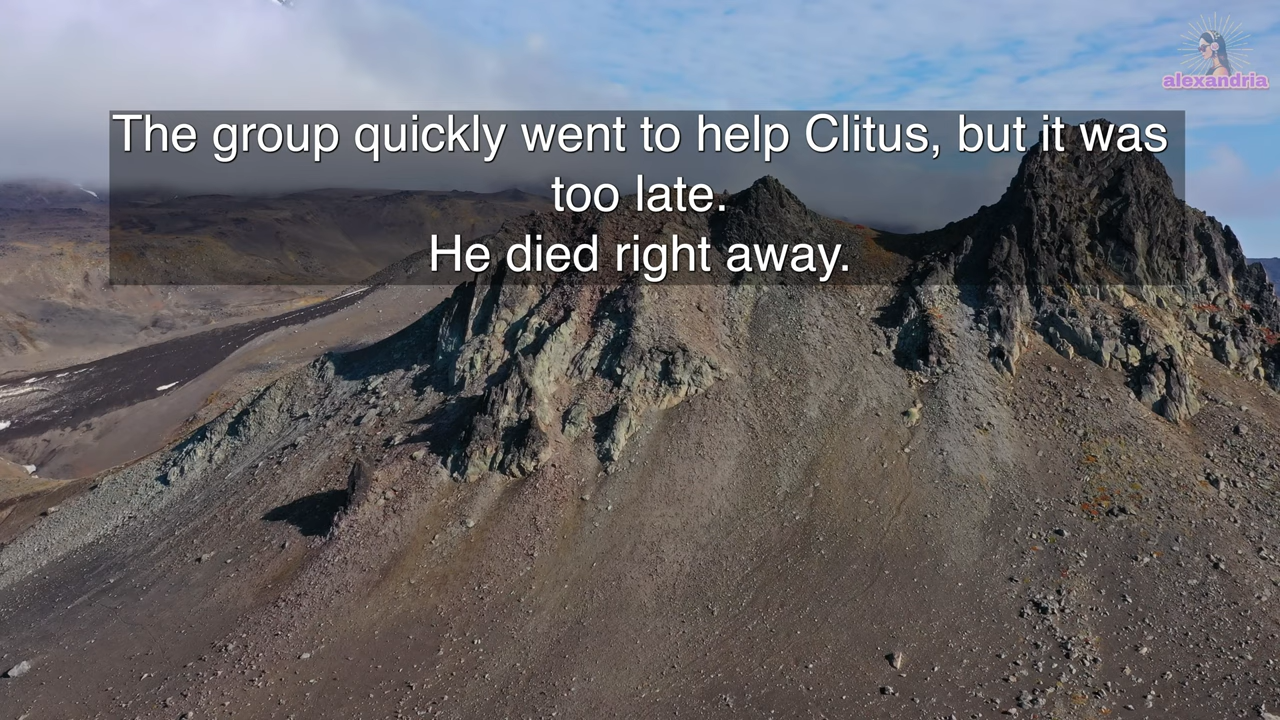 alexandria
The group quickly went to help Clitus, but it was
too late.
He died right away.